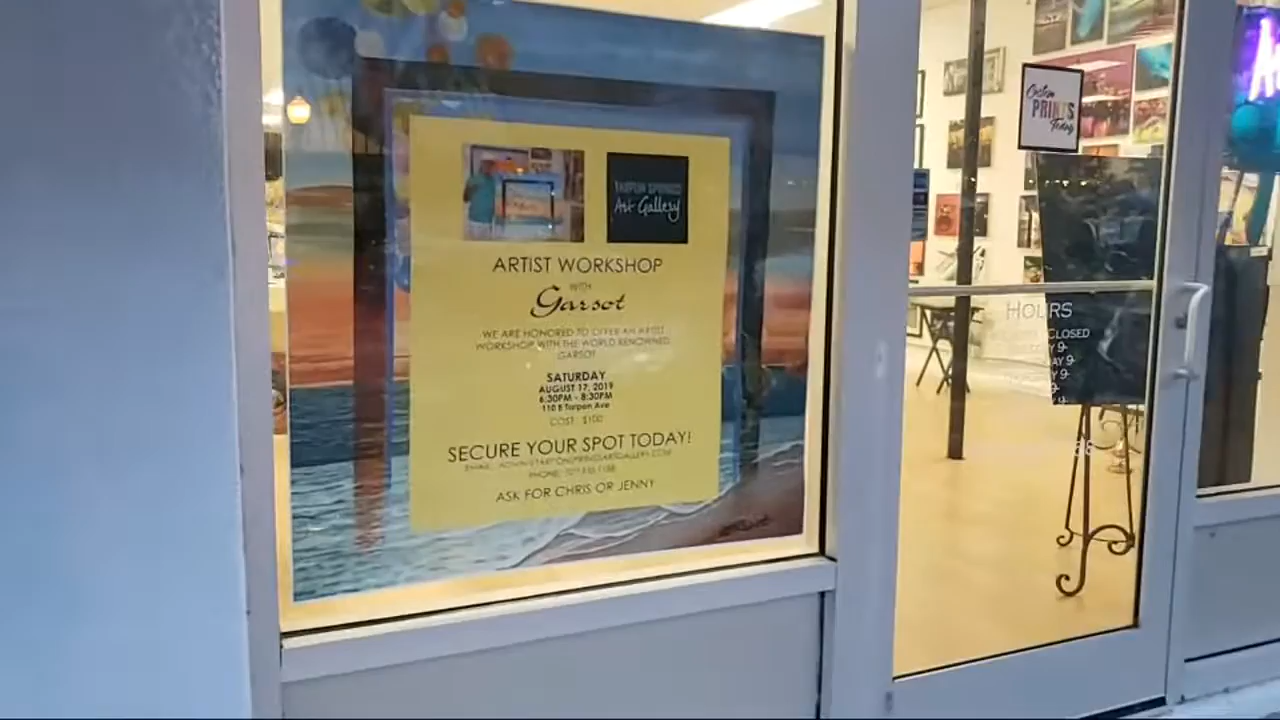 TARPON SPRINGS
Art Gallery
ARTIST WORKSHOP
WITH
Garsot
WE ARE HONORED TO OFFER AN ARTIST
WORKSHOP WITH THE WORLD RENOWNED
GARSOT
SATURDAY
AUGUST 17, 2019
6:30PM - 8:30PM
110 E Tarpon Ave
COST: $100
SECURE YOUR SPOT TODAY!
EMAIL:
PHONE:
ASK FOR CHRIS OR JENNY
Custom
PRINTS
Today
HOURS
CLOSED